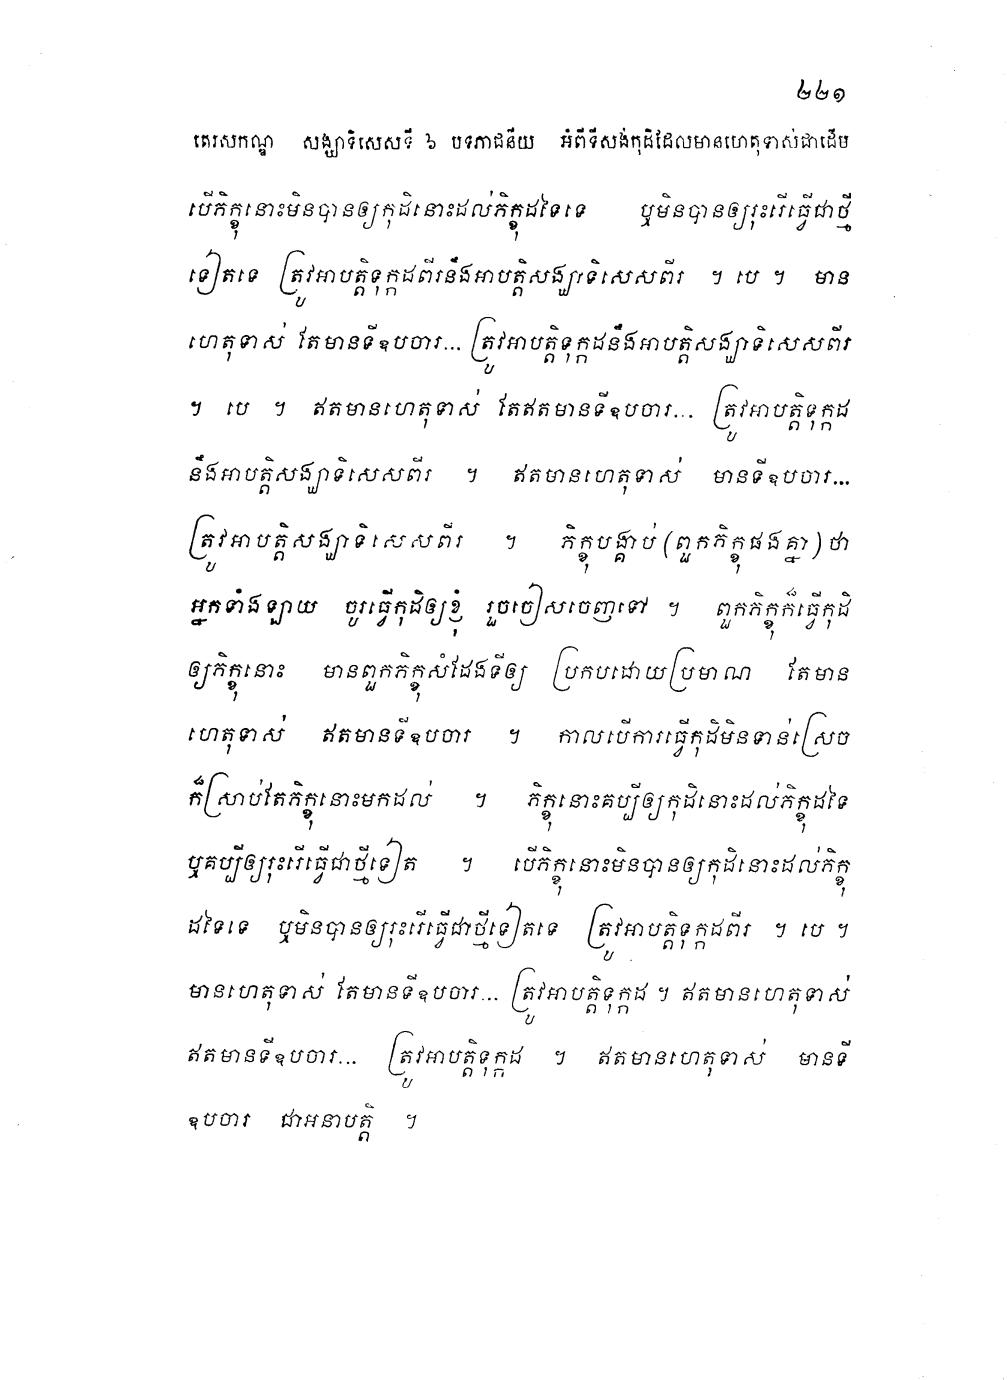 ២២១
តេរសកណ្ឌ សង្ឃាទិសេសទី ៦ បទភាជនីយ អំពីទីសង់កុដិដែលមានហេតុទាស់ជាដើម
បើភិក្ខុនោះមិនបានឲ្យកុដិនោះដល់ភិក្ខុដទៃទេ ឬមិនបានឲ្យរុះរើធ្វើជាថ្មី
ទៀតទេ ត្រូវអាបត្តិទុក្កដពីរនឹងអាបត្តិសង្ឃាទិសេសពីរ ។ បេ ។ មាន
ហេតុទាស់ តែមានទីឧបចារ... ត្រូវអាបត្តិទុក្កដនឹងអាបត្តិសង្ឃាទិសេសពីរ
។ បេ ។ ឥតមានហេតុទាស់ តែឥតមានទីឧបចារ... ត្រូវអាបត្តិទុក្កដ
នឹងអាបត្តិសង្ឃាទិសេសពីរ ។ ឥតមានហេតុទាស់ មានទីឧបចារ...
ត្រូវអាបត្តិសង្ឃាទិសេសពីរ ។ ភិក្ខុបង្គាប់ (ពួកភិក្ខុផងគ្នា) ថា
អ្នកទាំងឡាយ ចូរធ្វើកុដិឲ្យខ្ញុំ រួចចៀសចេញទៅ ។ ពួកភិក្ខុក៏ធ្វើកុដិ
ឲ្យភិក្ខុនោះ មានពួកភិក្ខុសំដែងទីឲ្យ ប្រកបដោយប្រមាណ តែមាន
ហេតុទាស់ ឥតមានទីឧបចារ ។ កាលបើការធ្វើកុដិមិនទាន់ស្រេច
ក៏ស្រាប់តែភិក្ខុនោះមកដល់ ។ ភិក្ខុនោះគប្បីឲ្យកុដិនោះដល់ភិក្ខុដទៃ
ឬគប្បីឲ្យរុះរើធ្វើជាថ្មីទៀត ។ បើភិក្ខុនោះមិនបានឲ្យកុដិនោះដល់ភិក្ខុ
ដទៃទេ ឬមិនបានឲ្យរុះរើធ្វើជាថ្មីទៀតទេ ត្រូវអាបត្តិទុក្កដពីរ ។ បេ ។
មានហេតុទាស់ តែមានទីឧបចារ... ត្រូវអាបត្តិទុក្កដ ។ ឥតមានហេតុទាស់
ឥតមានទីឧបចារ... ត្រូវអាបត្តិទុក្កដ ។ ឥតមានហេតុទាស់ មានទី
ឧបចារ ជាអនាបត្តិ ។